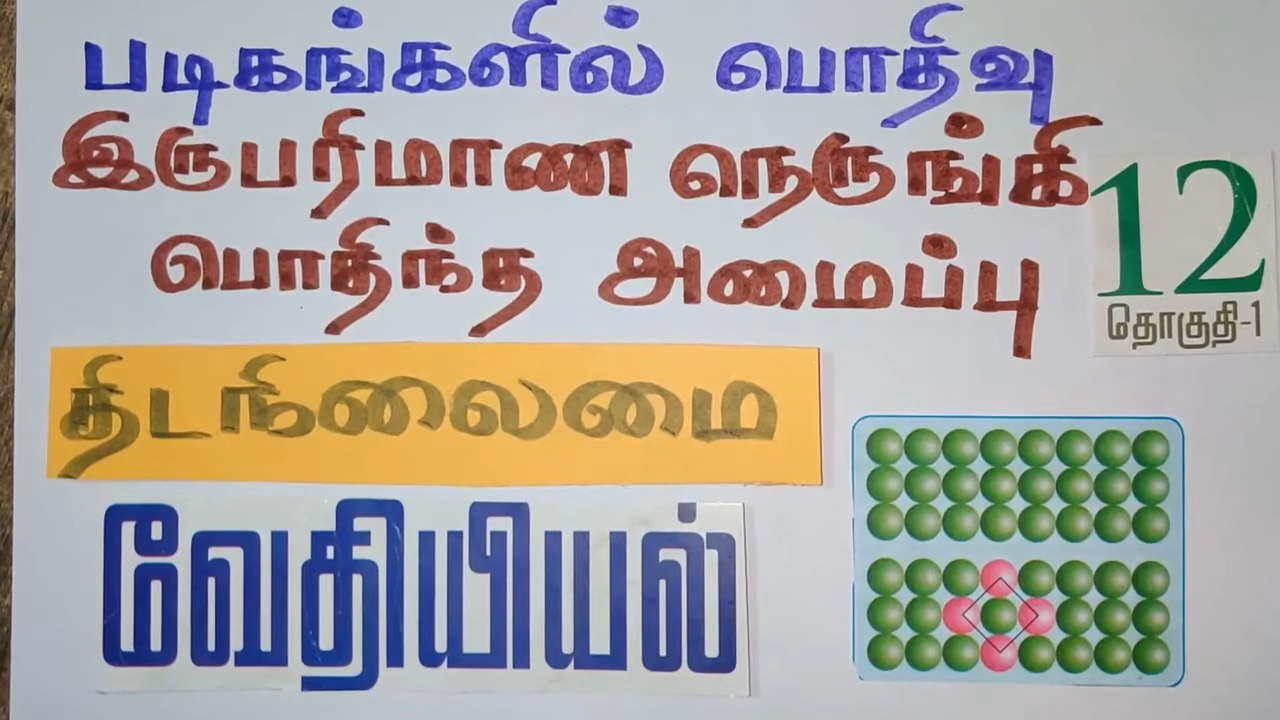 படிகங்களில் பொதிவு
இருபரிமாண நெருங்கி
பொதிந்த அமைப்பு
12
தொகுதி-1
திடநிலைமை
வேதியியல்